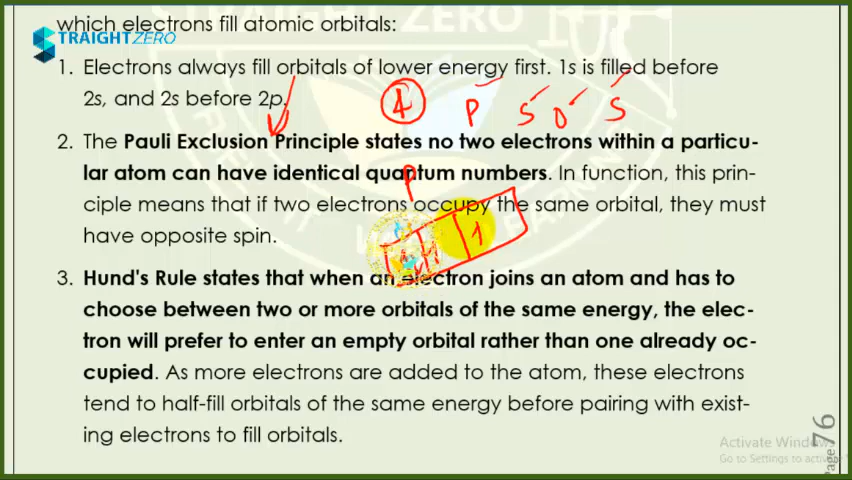 which electrons fill atomic orbitals:
STRAIGHTZERO
1. Electrons always fill orbitals of lower energy first. 1s is filled before
2s, and 2s before 2p.
4 P S D S
2. The Pauli Exclusion Principle states no two electrons within a particu-
lar atom can have identical quantum numbers. In function, this prin-
P
ciple means that if two electrons occupy the same orbital, they must
have opposite spin.
1
3. Hund's Rule states that when an electron joins an atom and has to
choose between two or more orbitals of the same energy, the elec-
tron will prefer to enter an empty orbital rather than one already oc-
cupied. As more electrons are added to the atom, these electrons
tend to half-fill orbitals of the same energy before pairing with exist-
ing electrons to fill orbitals.
Activate Windows
Go to Settings to activate
Page 76